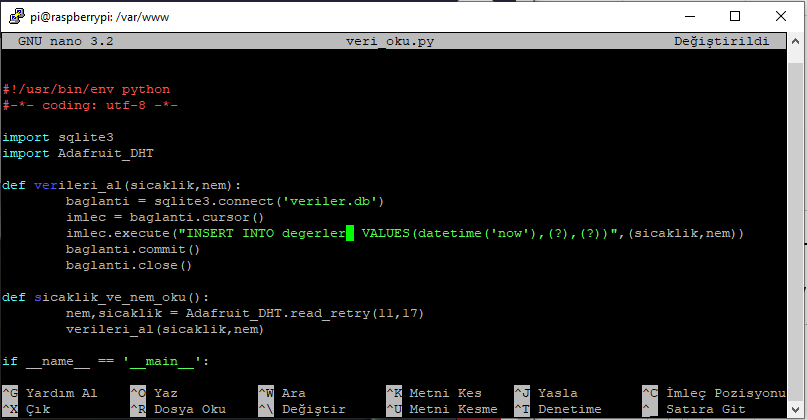 pi@raspberrypi: /var/www
GNU nano 3.2 veri_oku.py Değiştirildi
#!/usr/bin/env python
#-*- coding: utf-8 -*-
import sqlite3
import Adafruit_DHT
def verileri_al(sicaklik,nem):
baglanti = sqlite3.connect('veriler.db')
imlec = baglanti.cursor()
imlec.execute("INSERT INTO degerler VALUES(datetime('now'),(?),(?))",(sicaklik,nem))
baglanti.commit()
baglanti.close()
def sicaklik_ve_nem_oku():
nem,sicaklik = Adafruit_DHT.read_retry(11,17)
verileri_al(sicaklik,nem)
if __name__ == '__main__':
^G Yardım Al ^O Yaz ^W Ara ^K Metni Kes ^J Yasla ^C İmleç Pozisyonu
^X Çık ^R Dosya Oku ^\ Değiştir ^U Metni Kesme ^T Denetime ^_ Satıra Git